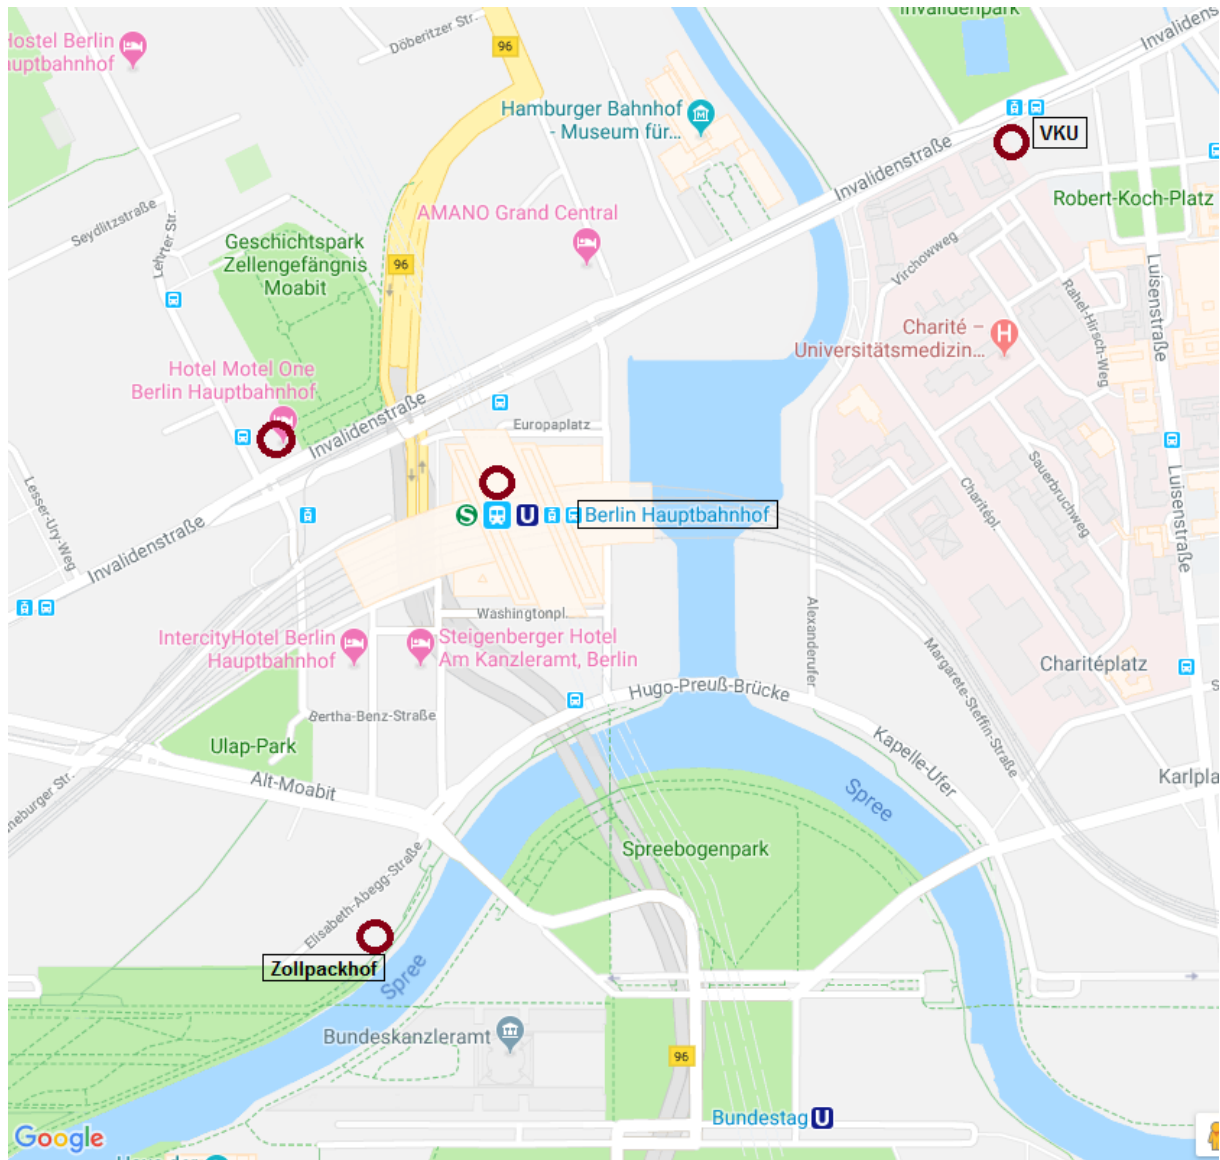 Invalidenpark
Döberitzer Str.
96
Invalidens
Hostel Berlin
auptbahnhof
Hamburger Bahnhof
- Museum für...
M
VKU
Invalidenstraße
Robert-Koch-Platz
Seydlitzstraße
Lehrter Str.
AMANO Grand Central
Geschichtspark
Zellengefängnis
Moabit
96
Virchowweg
Luisenstraße
Rahel-Hirsch-Weg
Charité –
Universitätsmedizin...
H
Hotel Motel One
Berlin Hauptbahnhof
Invalidenstraße
Europaplatz
Sauerbruchweg
Luisenstraße
Charitépl.
Lesser-Ury-Weg
S
U
Berlin Hauptbahnhof
Invalidenstraße
Washingtonpl.
Alexanderufer
IntercityHotel Berlin
Hauptbahnhof
Steigenberger Hotel
Am Kanzleramt, Berlin
Margarete-Steffin-Straße
Charitéplatz
Hugo-Preuß-Brücke
Bertha-Benz-Straße
Ulap-Park
Kapelle-Ufer
Karlpla
Alt-Moabit
neburger Str.
Spree
Spreebogenpark
Elisabeth-Abegg-Straße
Zollpackhof
Spree
Bundeskanzleramt
96
Bundestag U
Google